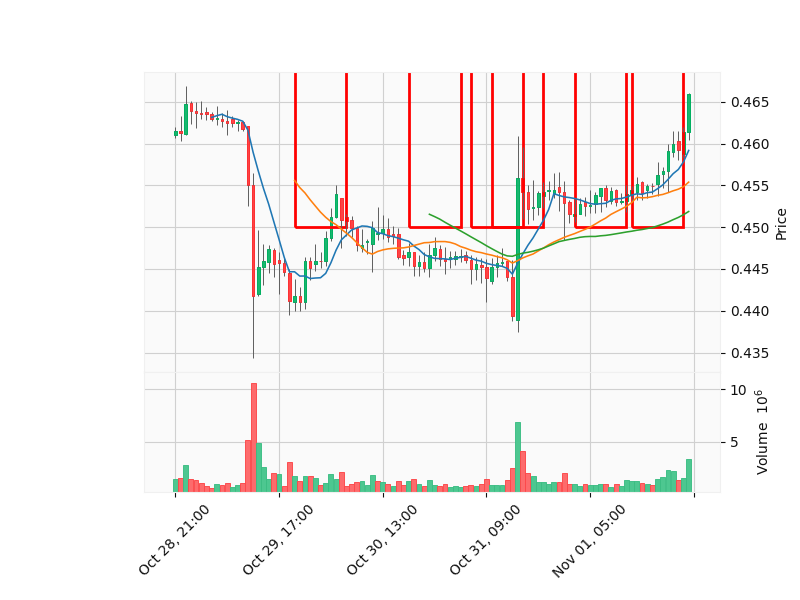 0.465
0.460
0.455
0.450
0.445
0.440
0.435
Price
10
5
Volume 10⁶
Oct 28, 21:00
Oct 29, 17:00
Oct 30, 13:00
Oct 31, 09:00
Nov 01, 05:00